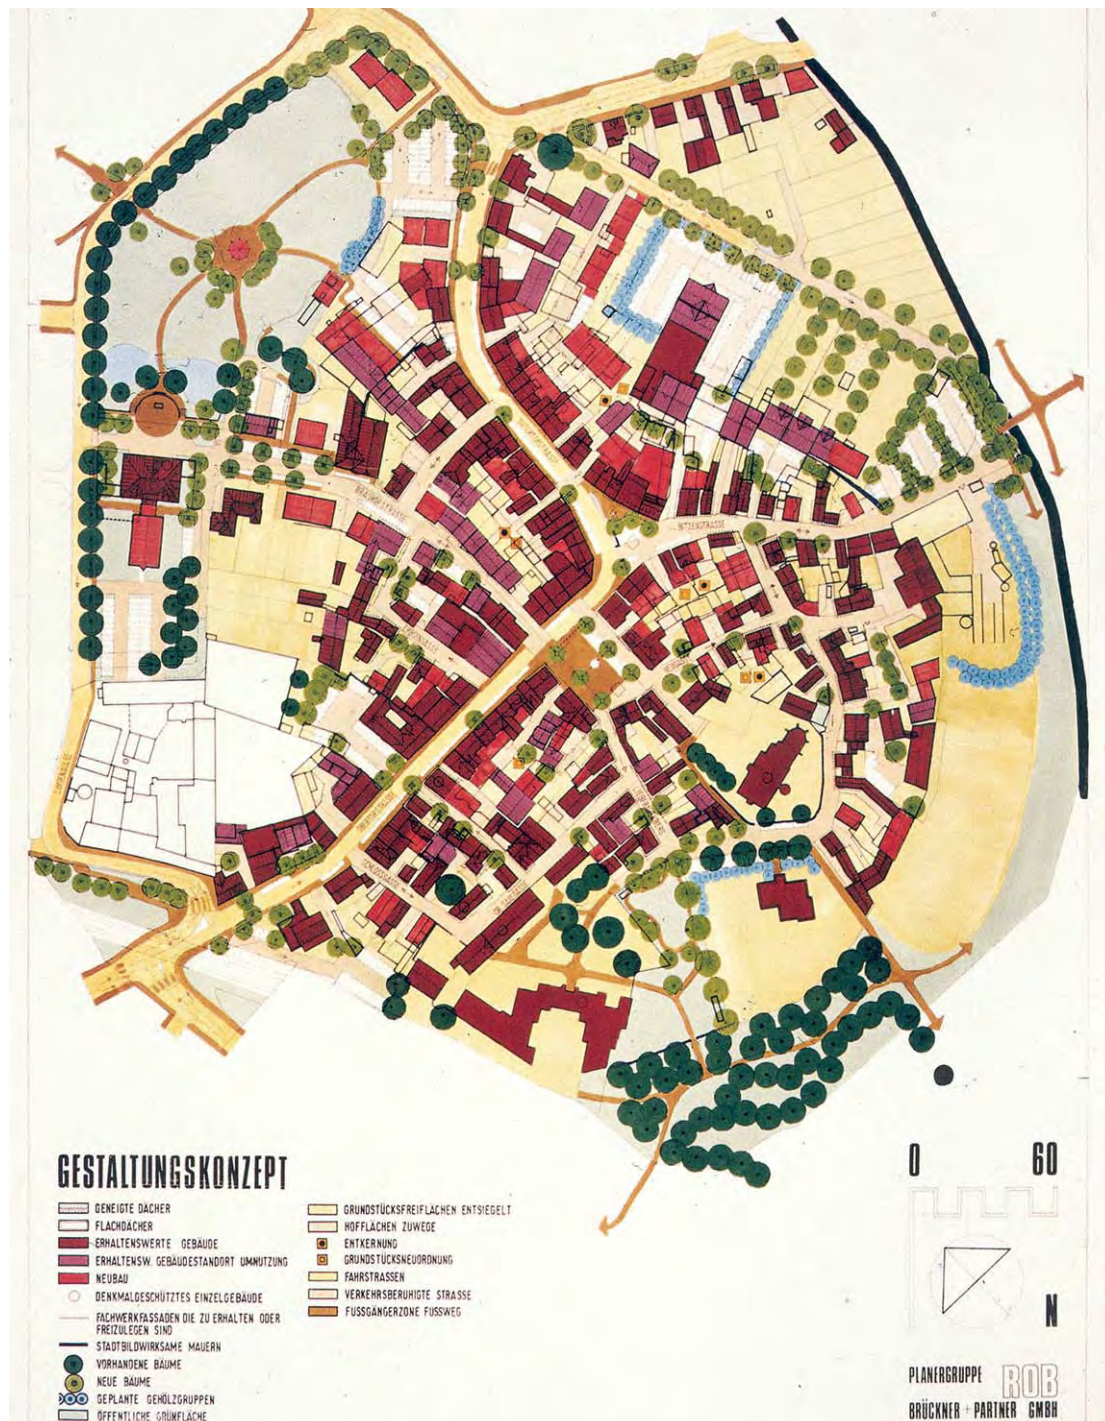 BITZENSTRASSE
GESTALTUNGSKONZEPT
GENEIGTE DÄCHER
FLACHDÄCHER
ERHALTENSWERTE GEBÄUDE
ERHALTENSW. GEBÄUDESTANDORT UMNUTZUNG
NEUBAU
DENKMALGESCHÜTZTES EINZELGEBÄUDE
FACHWERKFASSADEN DIE ZU ERHALTEN ODER
FREIZULEGEN SIND
STADTBILDWIRKSAME MAUERN
VORHANDENE BÄUME
NEUE BÄUME
GEPLANTE GEHÖLZGRUPPEN
ÖFFENTLICHE GRÜNFLÄCHE
GRUNDSTÜCKSFREIFLÄCHEN ENTSIEGELT
HOFFLÄCHEN ZUWEGE
ENTKERNUNG
GRUNDSTÜCKSNEUORDNUNG
FAHRSTRASSEN
VERKEHRSBERUHIGTE STRASSE
FUSSGÄNGERZONE FUSSWEG
0 60
N
PLANERGRUPPE ROB
BRÜCKNER + PARTNER GMBH